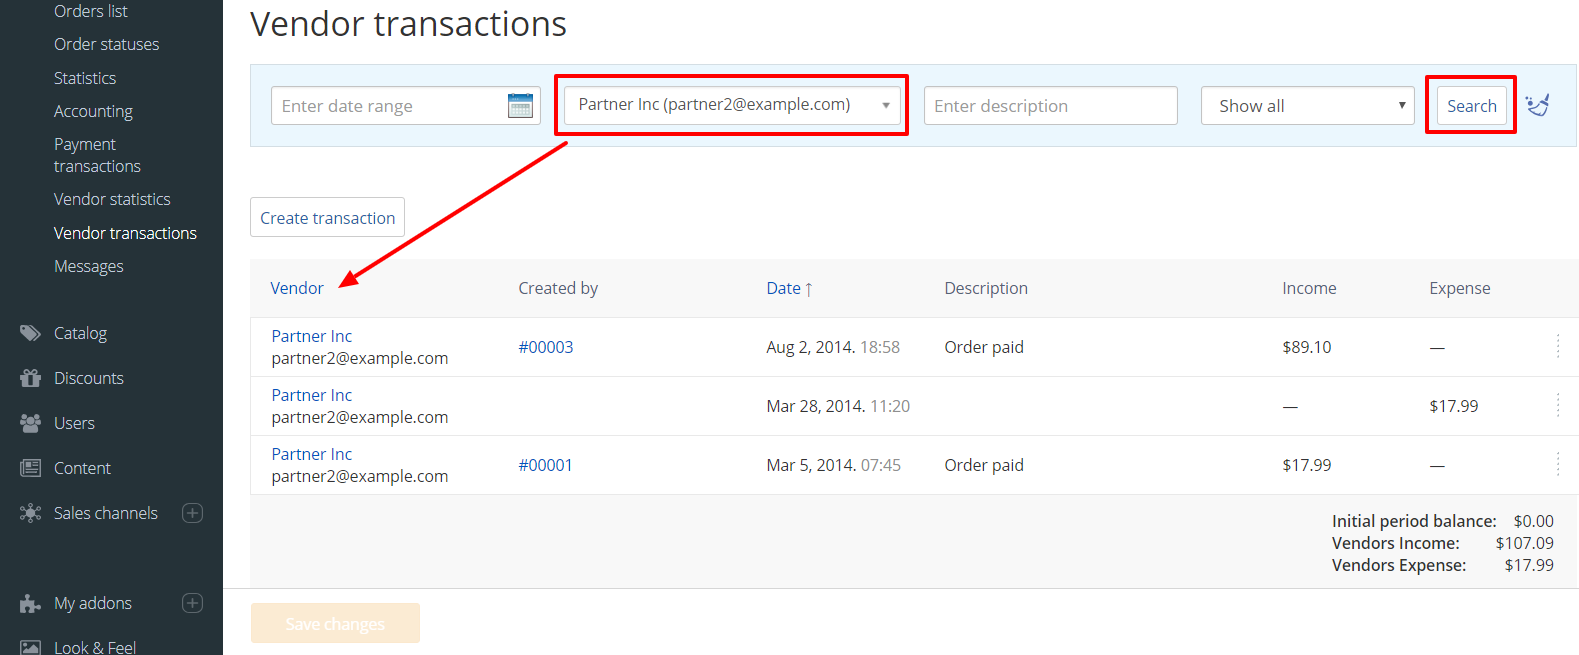 Orders list
Order statuses
Statistics
Accounting
Payment
transactions
Vendor statistics
Vendor transactions
Messages
Catalog
Discounts
Users
Content
Sales channels
My addons
Look & Feel
Vendor transactions
Enter date range
Partner Inc (partner2@example.com)
Enter description
Show all
Search
Create transaction
Vendor Created by Date ↑ Description Income Expense
Partner Inc
partner2@example.com
#00003 Aug 2, 2014. 18:58 Order paid $89.10 —
Partner Inc
partner2@example.com
Mar 28, 2014. 11:20 — $17.99
Partner Inc
partner2@example.com
#00001 Mar 5, 2014. 07:45 Order paid $17.99 —
Initial period balance: $0.00
Vendors Income: $107.09
Vendors Expense: $17.99
Save changes